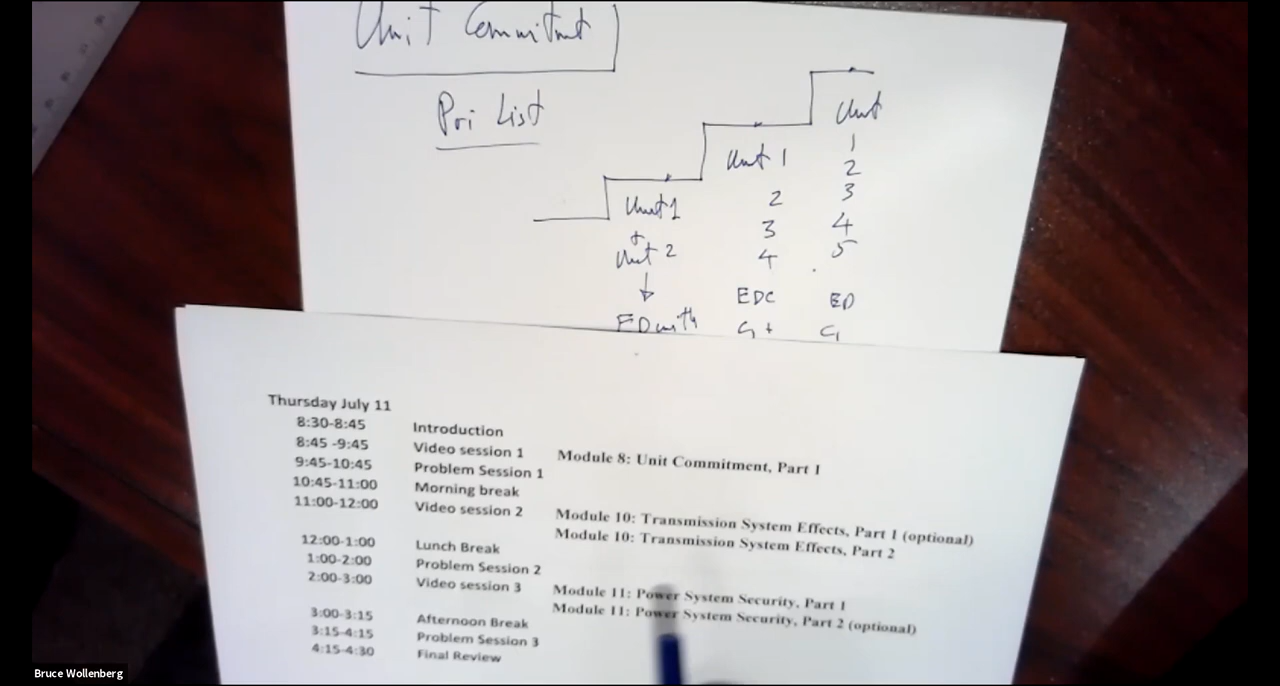 Unit Commitment
Pri List
Unit 1
+
Unit 2
↓
ED with
Unit 1
2
3
4
EDC
G +
Unit
1
2
3
4
5
ED
G
Thursday July 11
8:30-8:45 Introduction
8:45 -9:45 Video session 1 Module 8: Unit Commitment, Part 1
9:45-10:45 Problem Session 1
10:45-11:00 Morning break
11:00-12:00 Video session 2 Module 10: Transmission System Effects, Part 1 (optional)
Module 10: Transmission System Effects, Part 2
12:00-1:00 Lunch Break
1:00-2:00 Problem Session 2
2:00-3:00 Video session 3 Module 11: Power System Security, Part 1
Module 11: Power System Security, Part 2 (optional)
3:00-3:15 Afternoon Break
3:15-4:15 Problem Session 3
4:15-4:30 Final Review
Bruce Wollenberg